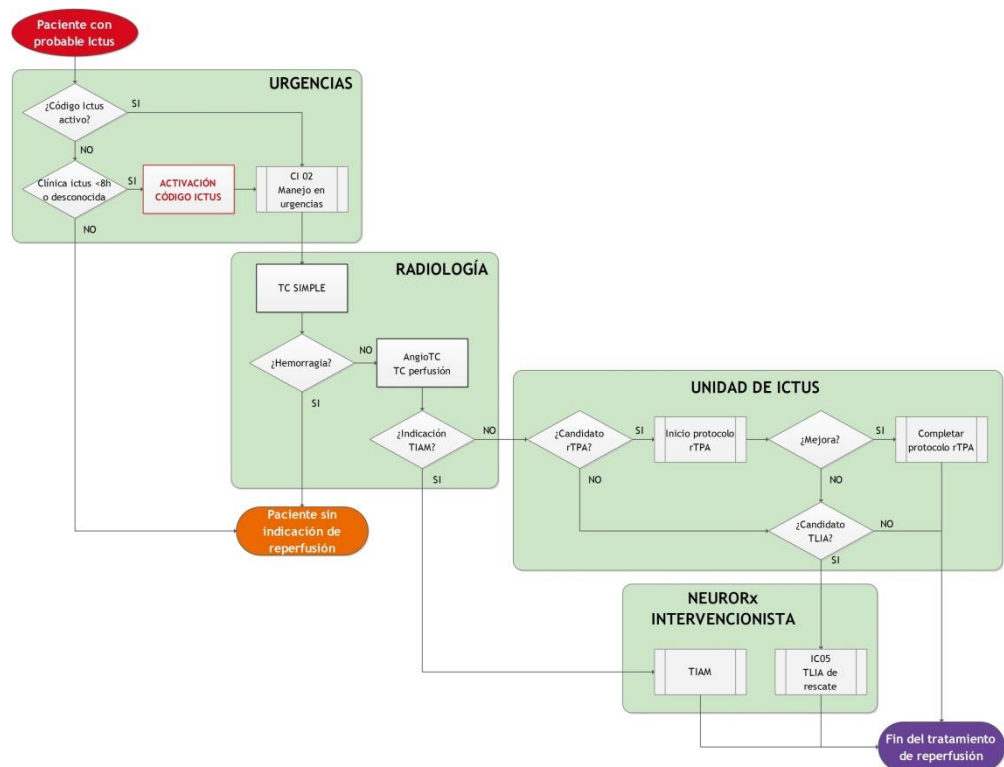 Paciente con
probable Ictus
URGENCIAS
¿Código Ictus
activo?
SI
NO
Clínica ictus <8h
o desconocida
SI
NO
ACTIVACIÓN
CÓDIGO ICTUS
CI 02
Manejo en
urgencias
RADIOLOGÍA
TC SIMPLE
¿Hemorragia?
NO
SI
AngioTC
TC perfusión
¿Indicación
TIAM?
NO
SI
Paciente sin
indicación de
reperfusión
UNIDAD DE ICTUS
¿Candidato
rTPA?
SI
NO
Inicio protocolo
rTPA
¿Mejora?
SI
NO
Completar
protocolo rTPA
¿Candidato
TLIA?
NO
SI
NEURORx
INTERVENCIONISTA
TIAM
IC05
TLIA de
rescate
Fin del tratamiento
de reperfusión